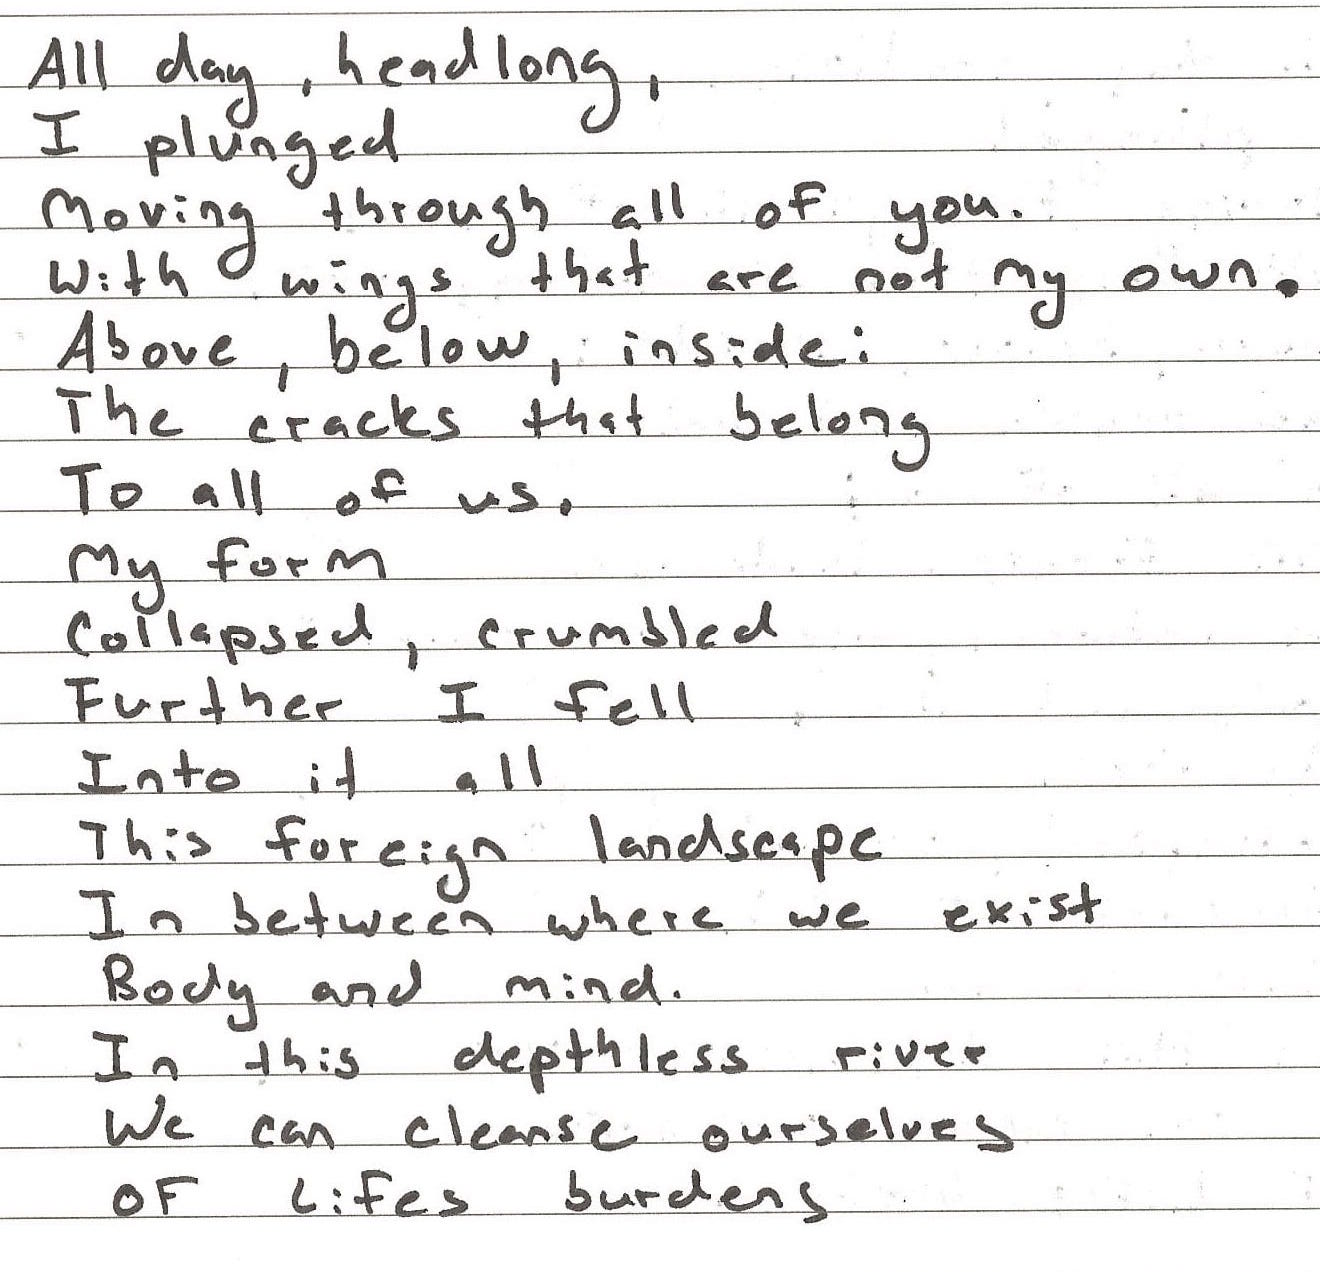 All day, headlong,
I plunged
Moving through all of you.
With wings that are not my own.
Above, below, inside:
The cracks that belong
To all of us.
My form
Collapsed, crumbled
Further I fell
Into it all
This foreign landscape
In between where we exist
Body and mind.
In this depthless river
We can cleanse ourselves
OF Lifes burdens